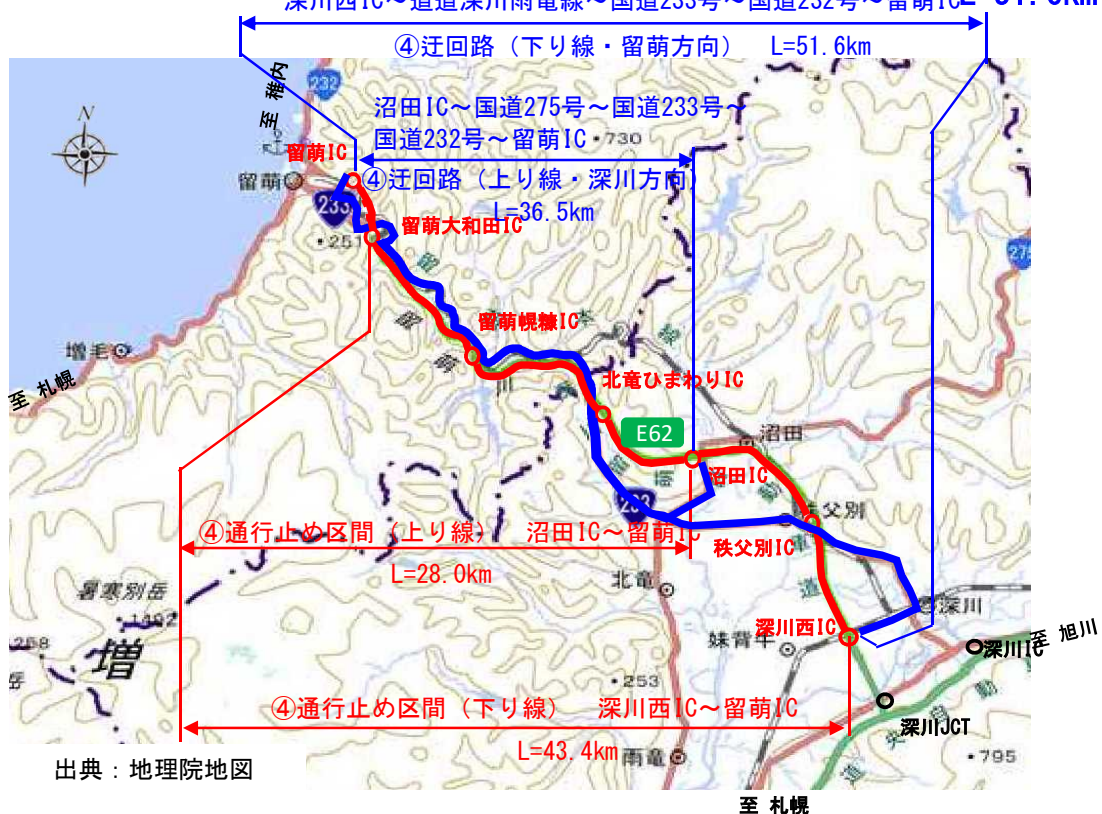 深川西IC～道道深川雨竜線～国道233号～国道232号～留萌IC
④迂回路（下り線・留萌方向）　L=51.6km
232
至 稚内
沼田IC～国道275号～国道233号～
国道232号～留萌IC
・730
N
留萌IC
留萌
④迂回路（上り線・深川方向）
L=36.5km
233
留萌大和田IC
・251
275
留萌幌糠IC
増毛
至 札幌
北竜ひまわりIC
E62
沼田
沼田IC
233
秩父別
④通行止め区間（上り線）　沼田IC～留萌IC
秩父別IC
L=28.0km
北竜
暑寒別岳
・1492
深川
深川西IC
妹背牛
至 旭川
深川IC
・258
増
・253
④通行止め区間（下り線）　深川西IC～留萌IC
深川JCT
L=43.4km
雨竜
・795
出典：地理院地図
至 札幌